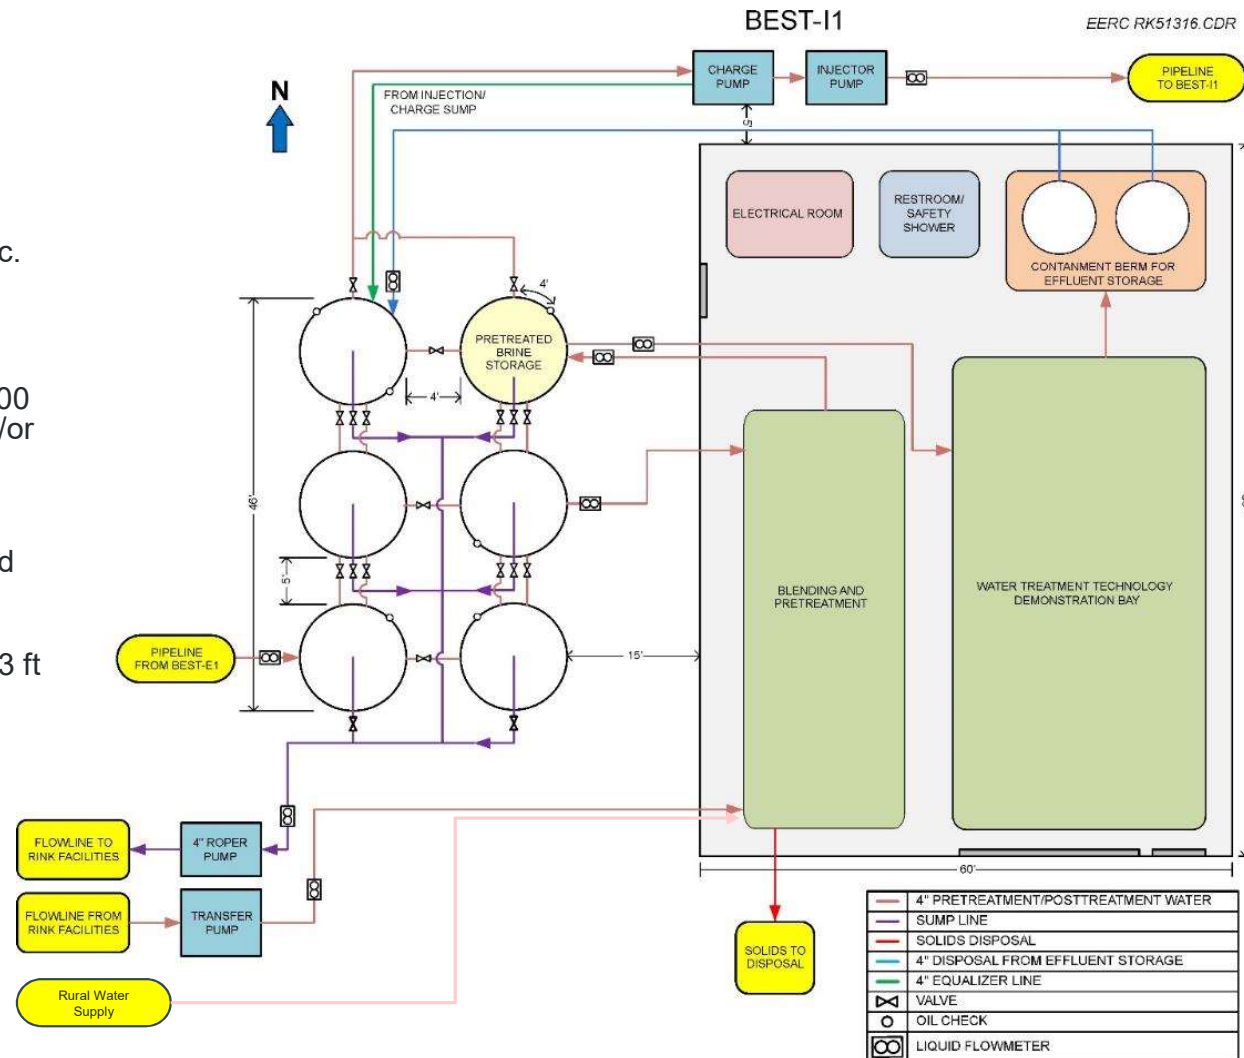 BEST-I1
EERC RK51316.CDR
CHARGE
PUMP
INJECTOR
PUMP
PIPELINE
TO BEST-I1
N
FROM INJECTION/
CHARGE SUMP
5'
ELECTRICAL ROOM
RESTROOM/
SAFETY
SHOWER
CONTANMENT BERM FOR
EFFLUENT STORAGE
c.
4'
PRETREATED
BRINE
STORAGE
4'
00
/or
46'
d
5'
BLENDING AND
PRETREATMENT
WATER TREATMENT TECHNOLOGY
DEMONSTRATION BAY
PIPELINE
FROM BEST-E1
15'
3 ft
FLOWLINE TO
RINK FACILITIES
4" ROPER
PUMP
60'
FLOWLINE FROM
RINK FACILITIES
TRANSFER
PUMP
SOLIDS TO
DISPOSAL
Rural Water
Supply
4" PRETREATMENT/POSTTREATMENT WATER
SUMP LINE
SOLIDS DISPOSAL
4" DISPOSAL FROM EFFLUENT STORAGE
4" EQUALIZER LINE
VALVE
OIL CHECK
LIQUID FLOWMETER